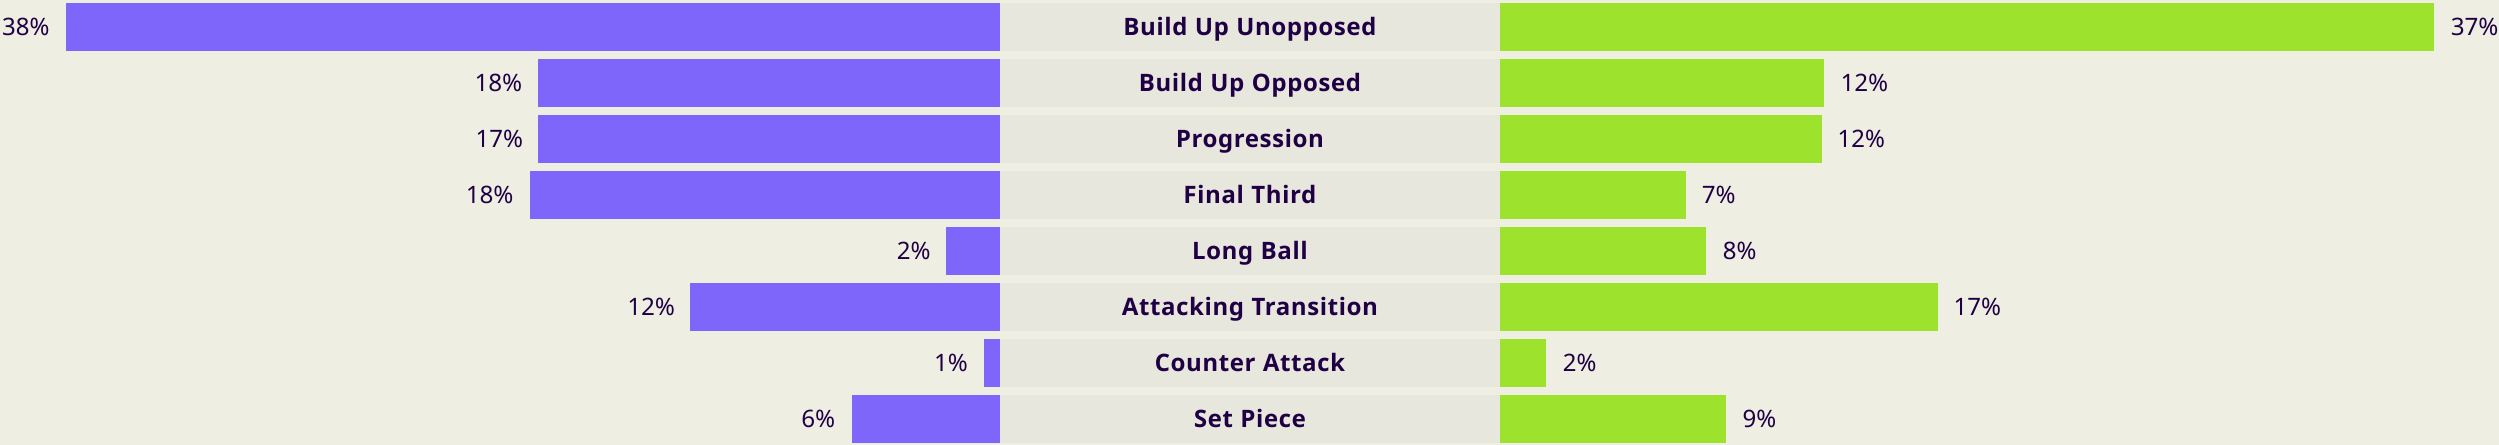 38% Build Up Unopposed 37%
18% Build Up Opposed 12%
17% Progression 12%
18% Final Third 7%
2% Long Ball 8%
12% Attacking Transition 17%
1% Counter Attack 2%
6% Set Piece 9%